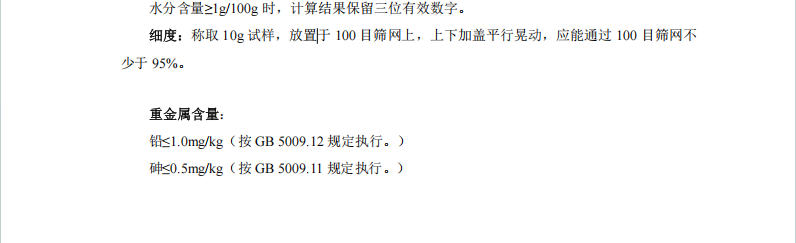 水分含量≥1g/100g 时，计算结果保留三位有效数字。
细度：称取 10g 试样，放置于 100 目筛网上，上下加盖平行晃动，应能通过 100 目筛网不
少于 95%。
重金属含量：
铅≤1.0mg/kg（按 GB 5009.12 规定执行。）
砷≤0.5mg/kg（按 GB 5009.11 规定执行。）